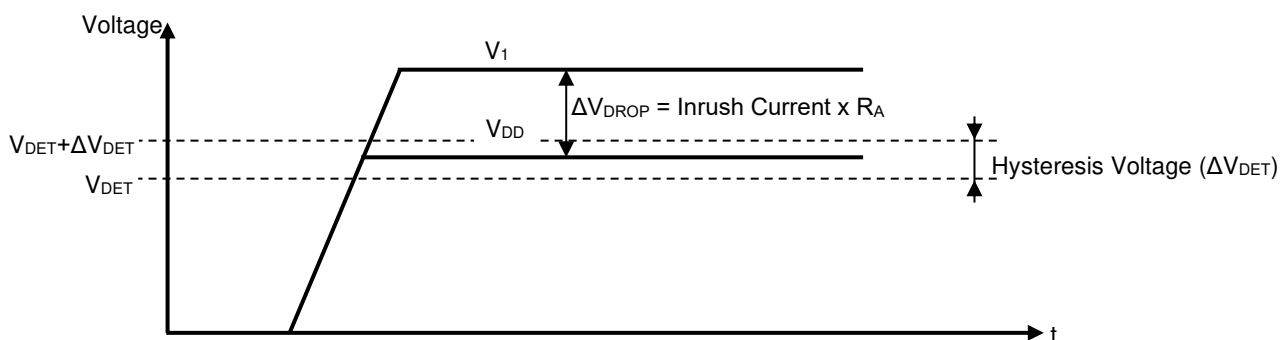 Voltage
V1
ΔVDROP = Inrush Current x RA
VDD
VDET+ΔVDET
Hysteresis Voltage (ΔVDET)
VDET
t